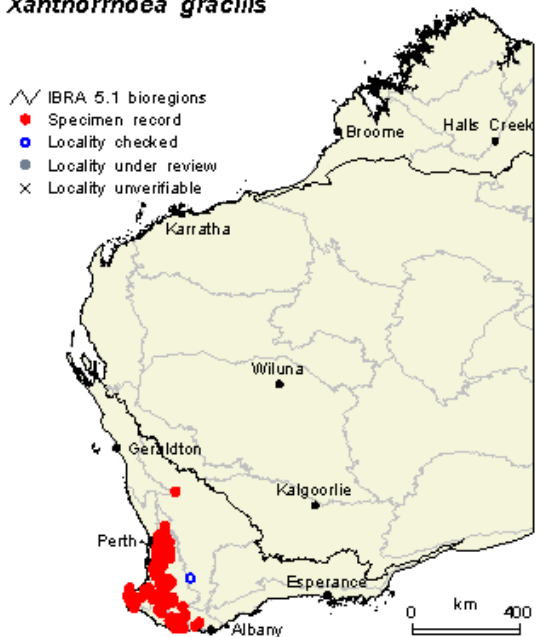 Xanthorrhoea gracilis
IBRA 5.1 bioregions
Specimen record
Locality checked
Locality under review
Locality unverifiable
Broome
Halls Creek
Karratha
Wiluna
Geraldton
Kalgoorlie
Perth
Esperance
Albany
0 km 400